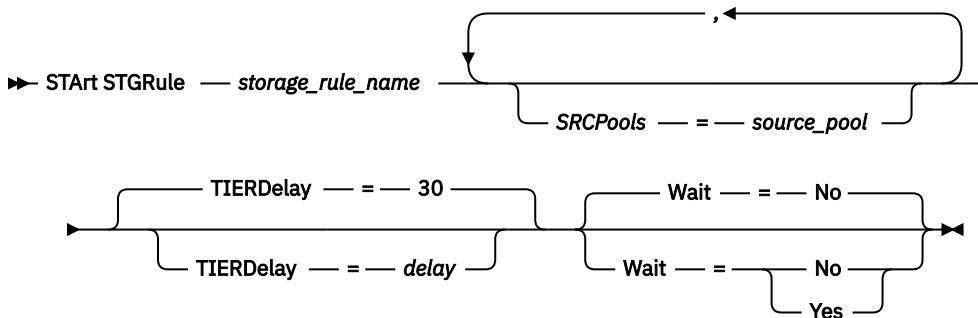 ,
STArt STGRule storage_rule_name
SRCPools = source_pool
TIERDelay = 30 Wait = No
TIERDelay = delay Wait = No
Yes